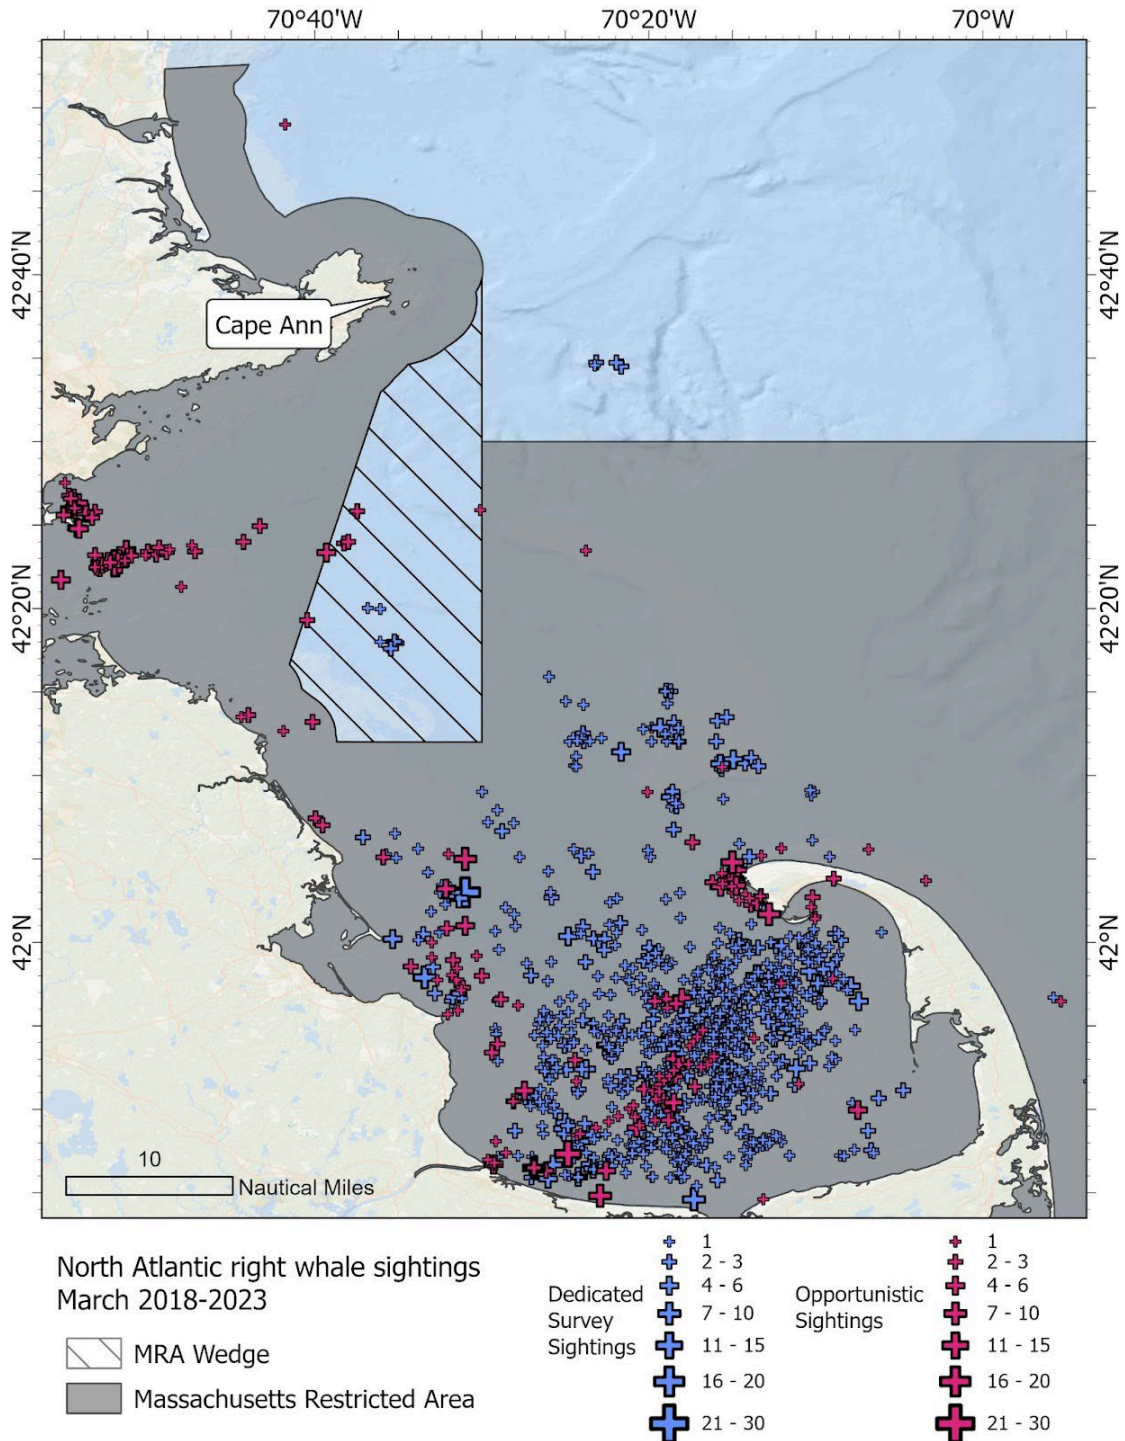 70°40'W 70°20'W 70°W
42°40'N 42°40'N
Cape Ann
42°20'N 42°20'N
42°N 42°N
10
Nautical Miles
North Atlantic right whale sightings
March 2018-2023
MRA Wedge
Massachusetts Restricted Area
Dedicated
Survey
Sightings
1
2 - 3
4 - 6
7 - 10
11 - 15
16 - 20
21 - 30
Opportunistic
Sightings
1
2 - 3
4 - 6
7 - 10
11 - 15
16 - 20
21 - 30